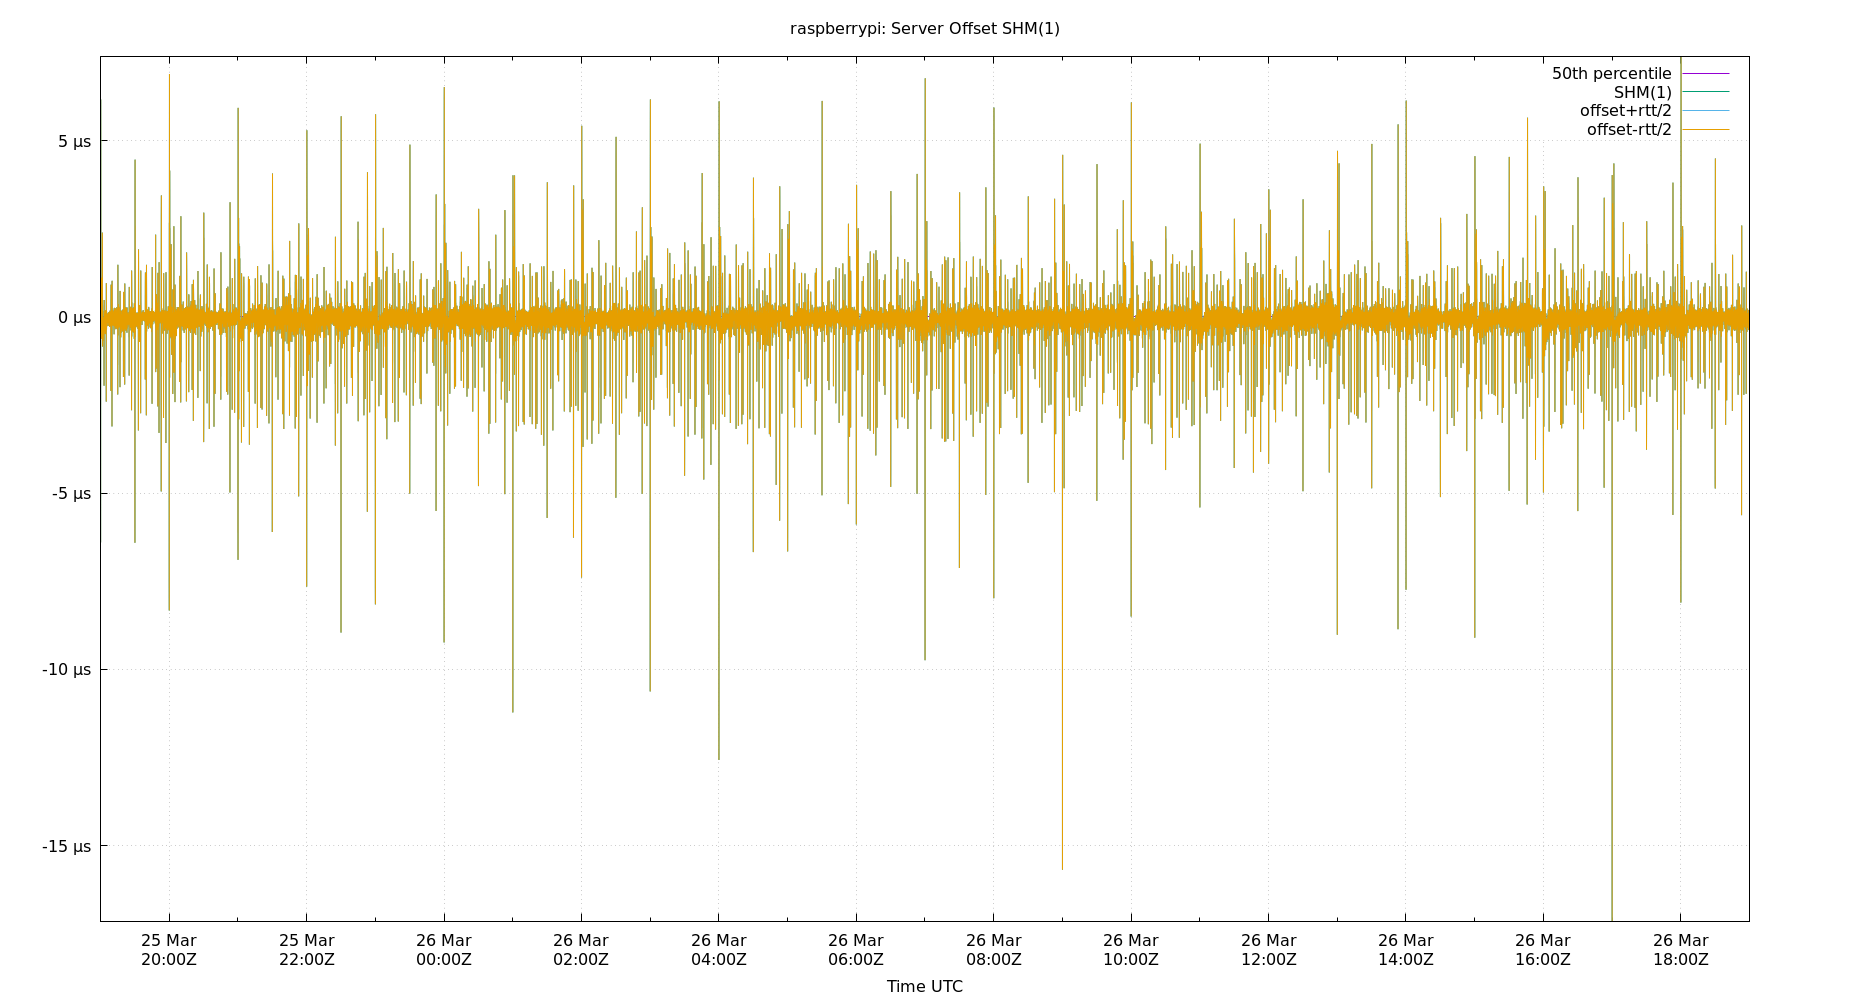 raspberrypi: Server Offset SHM(1)
50th percentile
SHM(1)
offset+rtt/2
offset-rtt/2
5 µs
0 µs
-5 µs
-10 µs
-15 µs
25 Mar 25 Mar 26 Mar 26 Mar 26 Mar 26 Mar 26 Mar 26 Mar 26 Mar 26 Mar 26 Mar 26 Mar
20:00Z 22:00Z 00:00Z 02:00Z 04:00Z 06:00Z 08:00Z 10:00Z 12:00Z 14:00Z 16:00Z 18:00Z
Time UTC